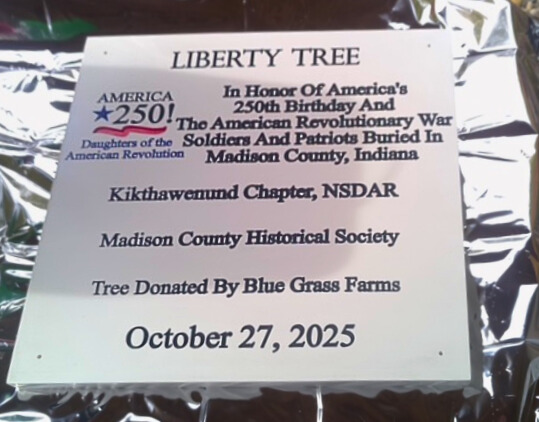 LIBERTY TREE
AMERICA
250!
Daughters of the
American Revolution
In Honor Of America's
250th Birthday And
The American Revolutionary War
Soldiers And Patriots Buried In
Madison County, Indiana
Kikthawenund Chapter, NSDAR
Madison County Historical Society
Tree Donated By Blue Grass Farms
October 27, 2025